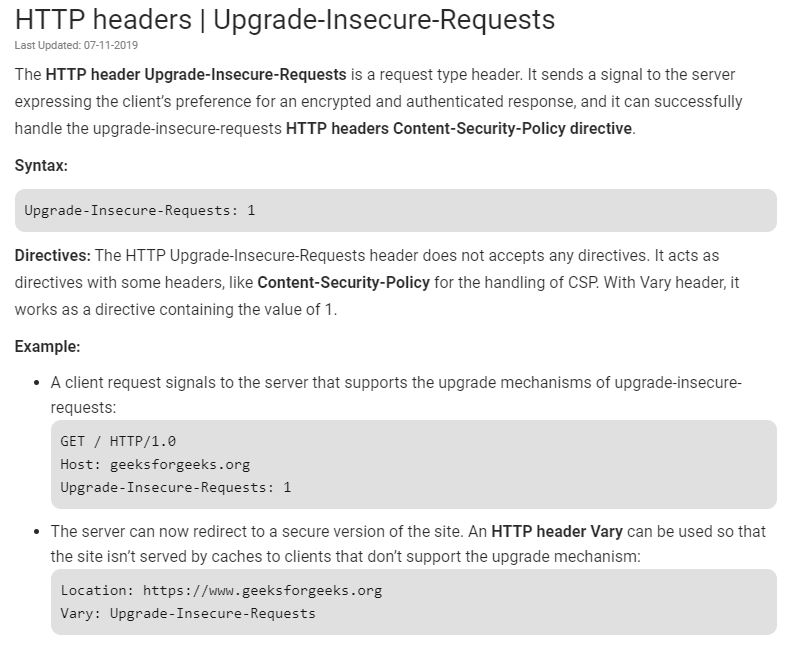 HTTP headers | Upgrade-Insecure-Requests
Last Updated: 07-11-2019
The HTTP header Upgrade-Insecure-Requests is a request type header. It sends a signal to the server
expressing the client’s preference for an encrypted and authenticated response, and it can successfully
handle the upgrade-insecure-requests HTTP headers Content-Security-Policy directive.
Syntax:
Upgrade-Insecure-Requests: 1
Directives: The HTTP Upgrade-Insecure-Requests header does not accepts any directives. It acts as
directives with some headers, like Content-Security-Policy for the handling of CSP. With Vary header, it
works as a directive containing the value of 1.
Example:
• A client request signals to the server that supports the upgrade mechanisms of upgrade-insecure-
requests:
GET / HTTP/1.0
Host: geeksforgeeks.org
Upgrade-Insecure-Requests: 1
• The server can now redirect to a secure version of the site. An HTTP header Vary can be used so that
the site isn’t served by caches to clients that don’t support the upgrade mechanism:
Location: https://www.geeksforgeeks.org
Vary: Upgrade-Insecure-Requests